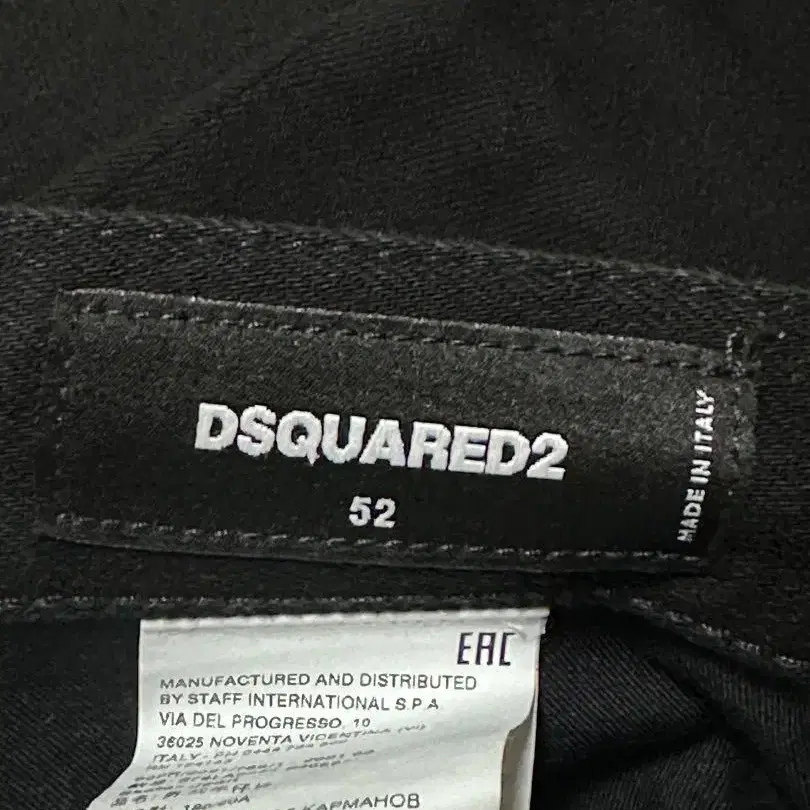 DSQUARED2
52
MADE IN ITALY
EAC
MANUFACTURED AND DISTRIBUTED
BY STAFF INTERNATIONAL S.P.A
VIA DEL PROGRESSO, 10
36025 NOVENTA VICENTINA (VI)
ITALY
КАРМАНОВ